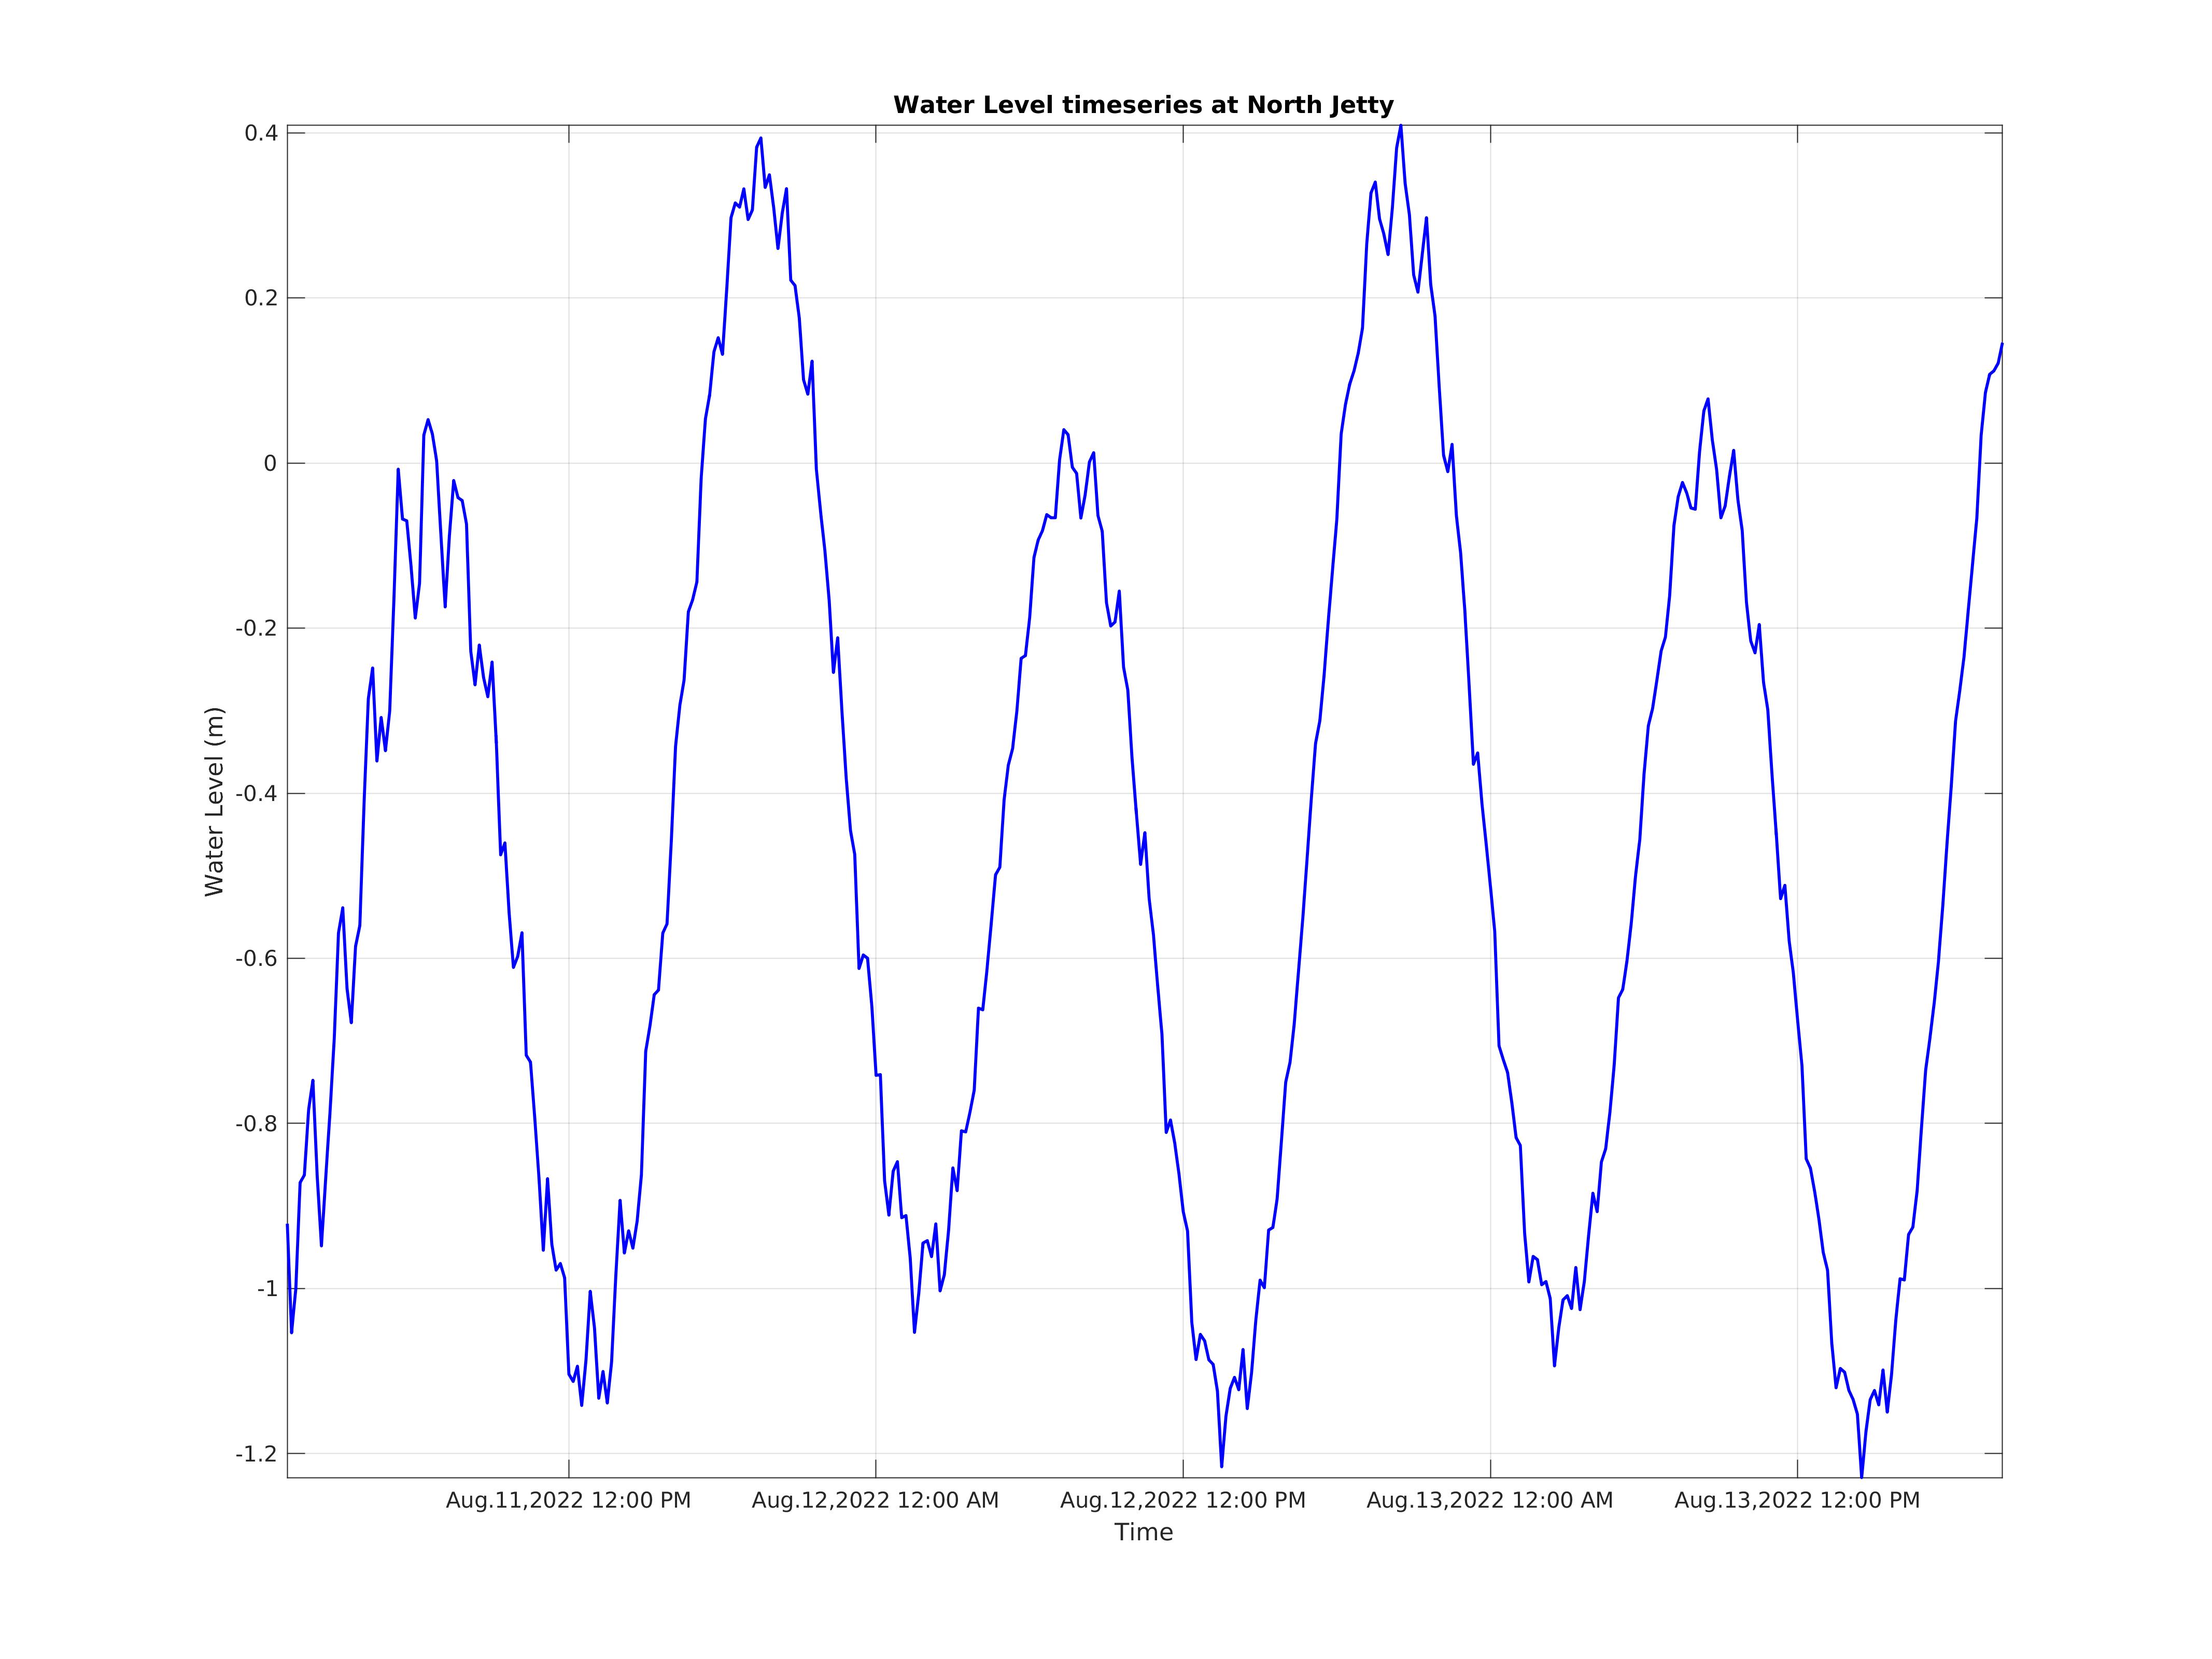 Water Level timeseries at North Jetty
0.4
0.2
0
-0.2
-0.4
-0.6
-0.8
-1
-1.2
Water Level (m)
Aug.11,2022 12:00 PM
Aug.12,2022 12:00 AM
Aug.12,2022 12:00 PM
Aug.13,2022 12:00 AM
Aug.13,2022 12:00 PM
Time